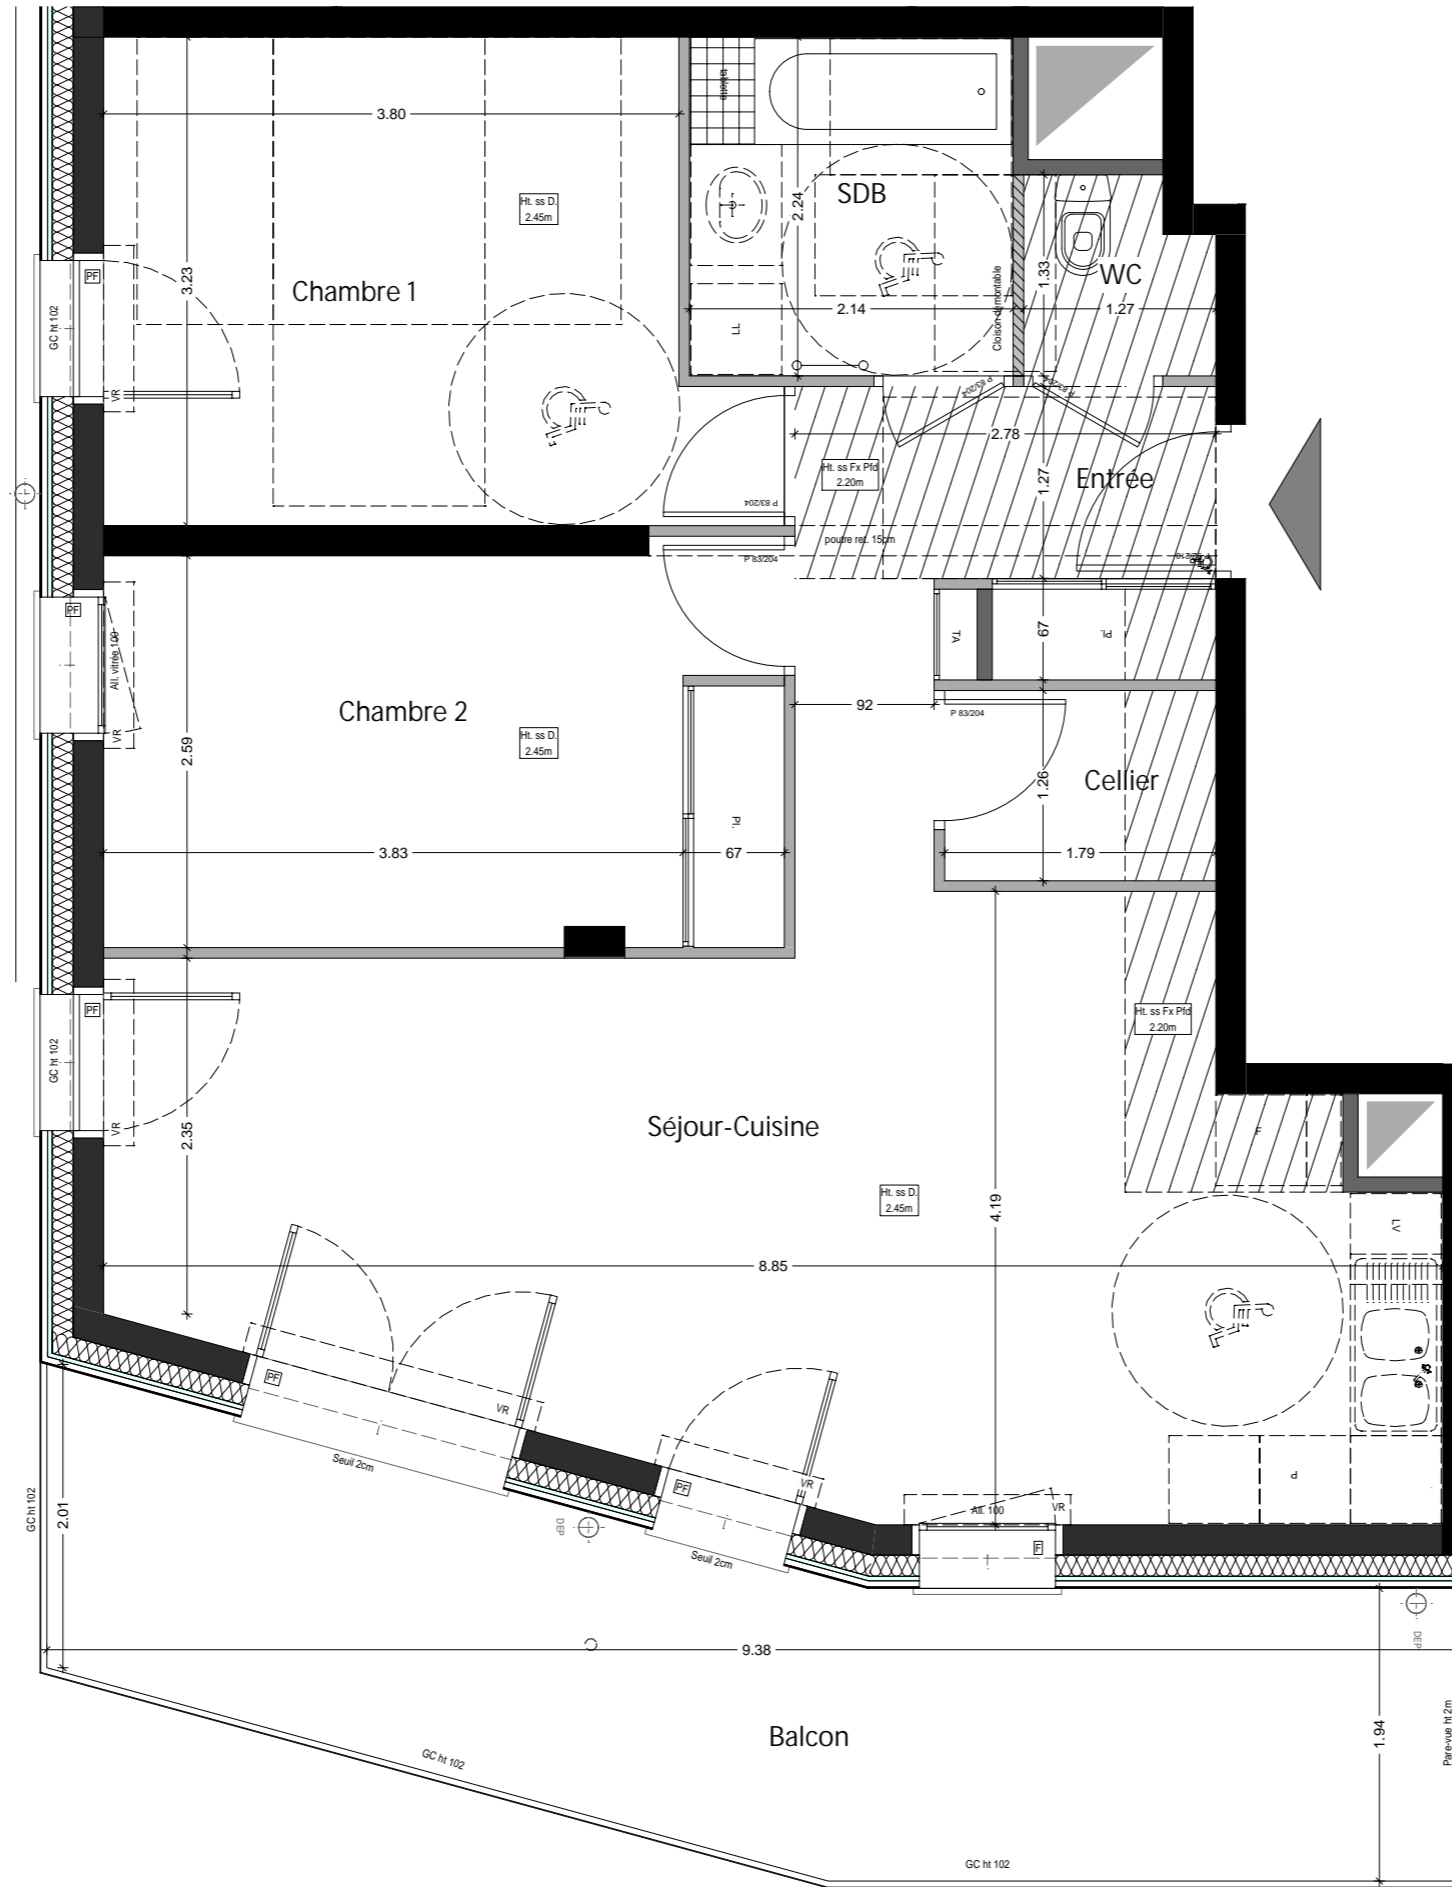 3.80
tablette
SDB
2.24
Ht. ss D.
2.45m
Chambre 1
3.23
PF
GC ht 102
VR
LL
2.14
Cloison démontable
1.33
WC
1.27
P 83/204
P 83/204
2.78
Ht. ss Fx Pfd
2.20m
1.27
Entrée
P 83/204
poutre ret. 15cm
P 83/204
PF
All. vitrée 100
VR
TA
67
Pl.
Chambre 2
Ht. ss D.
2.45m
92
P 83/204
2.59
1.26
Cellier
Pl.
3.83
67
1.79
PF
GC ht 102
VR
Ht. ss Fx Pfd
2.20m
Séjour-Cuisine
2.35
F
Ht. ss D.
2.45m
4.19
LV
8.85
PF
VR
Seuil 2cm
PF
VR
Seuil 2cm
P
All. 100
VR
F
GC ht 102
2.01
DEP
DEP
9.38
Balcon
1.94
Pare-vue ht 2m
GC ht 102
GC ht 102